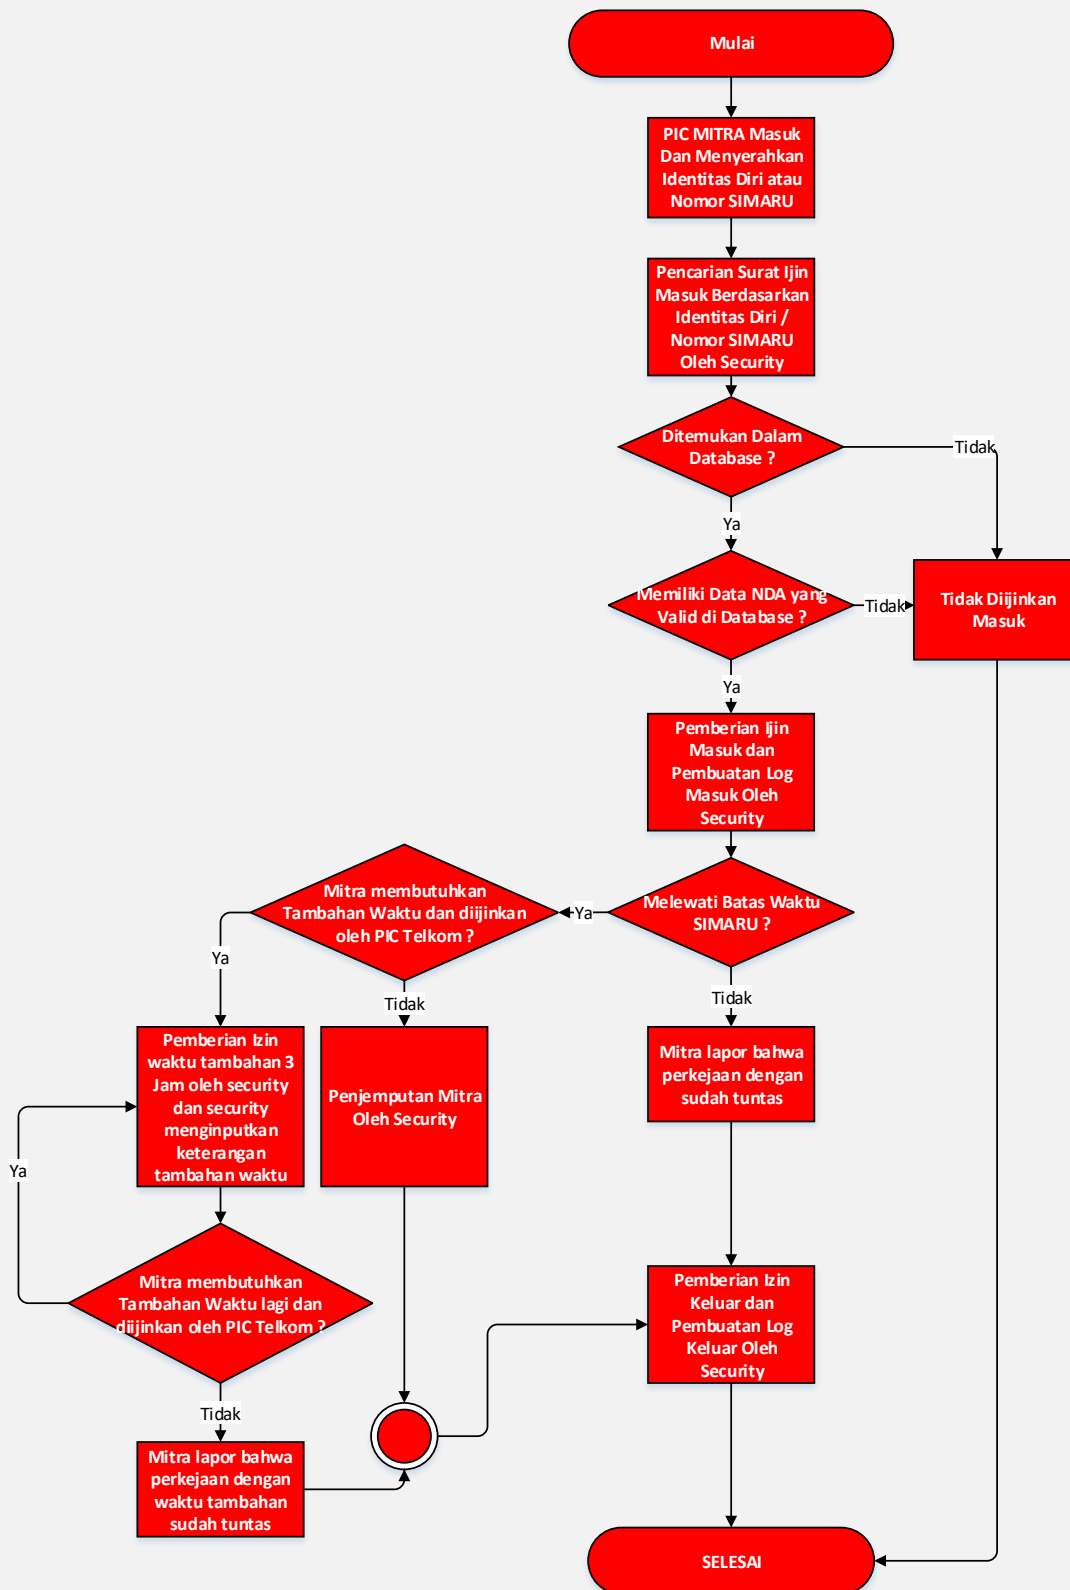 Mulai
PIC MITRA Masuk
Dan Menyerahkan
Identitas Diri atau
Nomor SIMARU
Pencarian Surat Ijin
Masuk Berdasarkan
Identitas Diri /
Nomor SIMARU
Oleh Security
Ditemukan Dalam
Database ?
Tidak
Ya
Memiliki Data NDA yang
Valid di Database ?
Tidak
Tidak Diijinkan
Masuk
Ya
Pemberian Ijin
Masuk dan
Pembuatan Log
Masuk Oleh
Security
Melewati Batas Waktu
SIMARU ?
Ya
Mitra membutuhkan
Tambahan Waktu dan diijinkan
oleh PIC Telkom ?
Ya
Tidak
Tidak
Pemberian Izin
waktu tambahan 3
Jam oleh security
dan security
menginputkan
keterangan
tambahan waktu
Penjemputan Mitra
Oleh Security
Mitra lapor bahwa
perkejaan dengan
sudah tuntas
Ya
Mitra membutuhkan
Tambahan Waktu lagi dan
diijinkan oleh PIC Telkom ?
Pemberian Izin
Keluar dan
Pembuatan Log
Keluar Oleh
Security
Tidak
Mitra lapor bahwa
perkejaan dengan
waktu tambahan
sudah tuntas
SELESAI